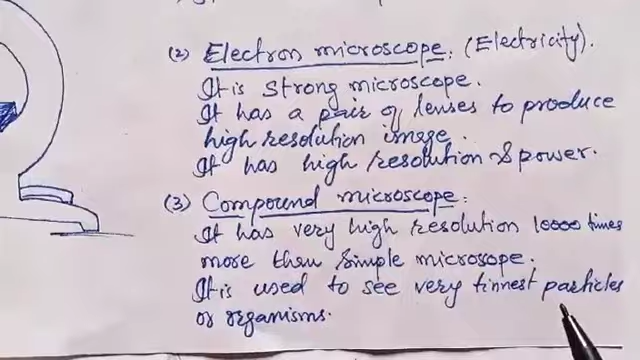 (2) Electron microscope: (Electricity).
It is strong microscope.
It has a pair of lenses to produce
high resolution image.
It has high resolution & power.
(3) Compound microscope:
It has very high resolution 10000 times
more then simple microscope.
It is used to see very tinnest particles
or organisms.